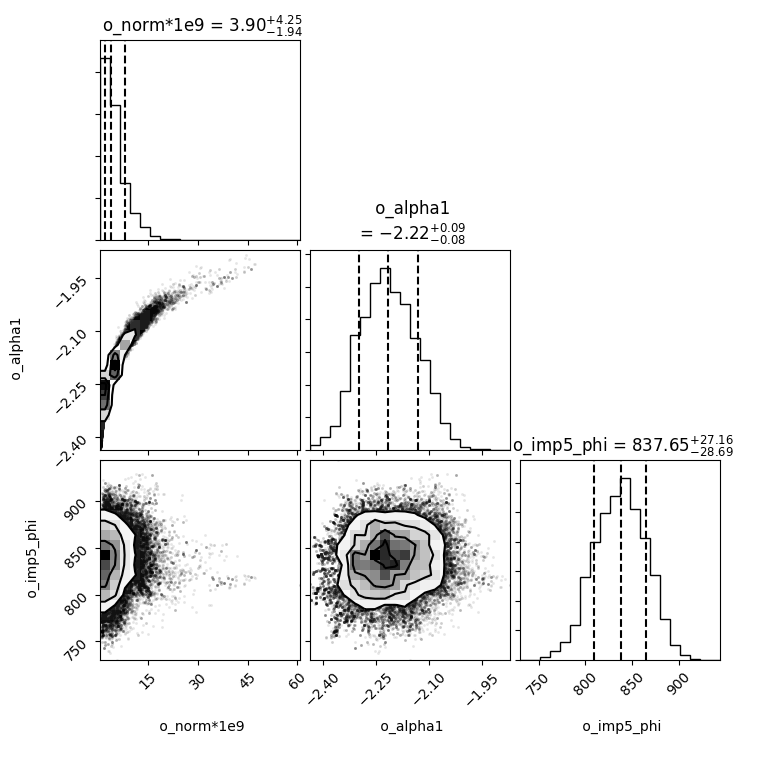 o_norm*1e9 = 3.90+4.25−1.94
o_alpha1
= −2.22+0.09−0.08
o_alpha1
−1.95
−2.10
−2.25
−2.40
o_imp5_phi = 837.65+27.16−28.69
o_imp5_phi
900
850
800
750
15 30 45 60
−2.40 −2.25 −2.10 −1.95
750 800 850 900
o_norm*1e9 o_alpha1 o_imp5_phi